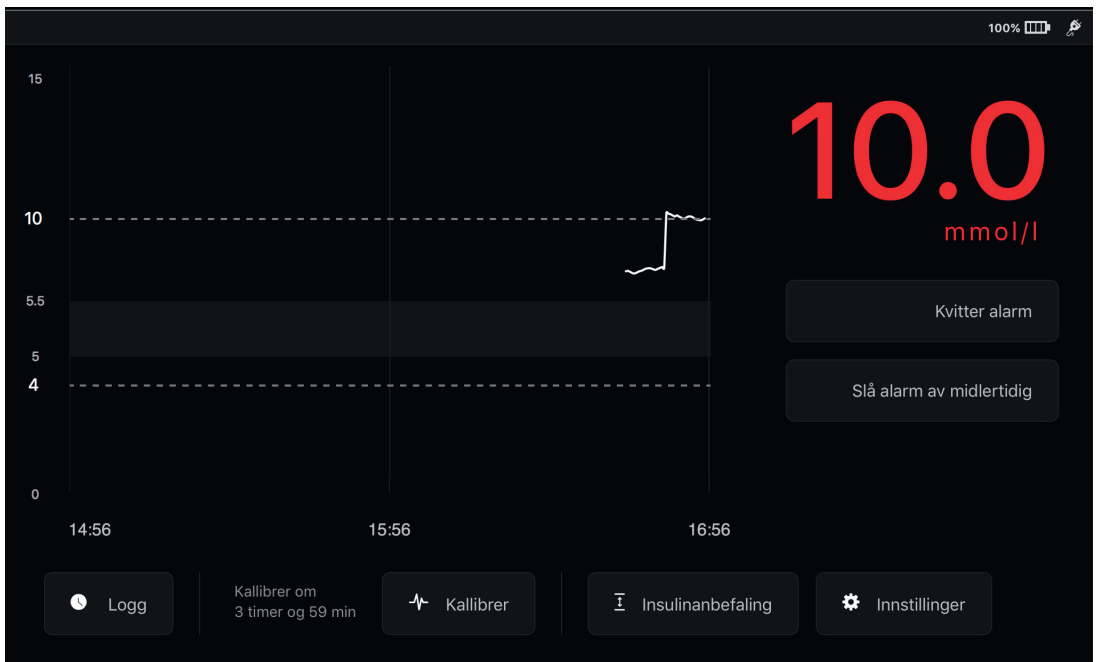 100%
15
10
5.5
5
4
0
14:56 15:56 16:56
10.0
mmol/l
Kvitter alarm
Slå alarm av midlertidig
Logg
Kallibrer om
3 timer og 59 min
Kallibrer
Insulinanbefaling
Innstillinger